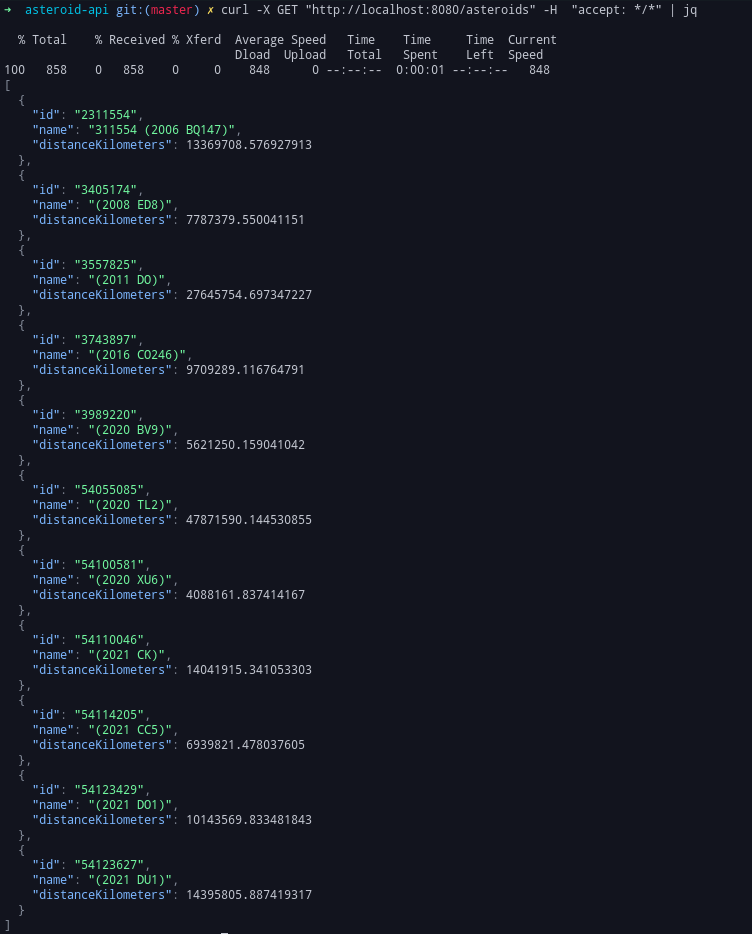 ➜  asteroid-api git:(master) ✗ curl -X GET "http://localhost:8080/asteroids" -H  "accept: */*" | jq
  % Total    % Received % Xferd  Average Speed   Time    Time     Time  Current
                                 Dload  Upload   Total   Spent    Left  Speed
100   858    0   858    0     0    848      0 --:--:--  0:00:01 --:--:--   848
[
  {
    "id": "2311554",
    "name": "311554 (2006 BQ147)",
    "distanceKilometers": 13369708.576927913
  },
  {
    "id": "3405174",
    "name": "(2008 ED8)",
    "distanceKilometers": 7787379.550041151
  },
  {
    "id": "3557825",
    "name": "(2011 DO)",
    "distanceKilometers": 27645754.697347227
  },
  {
    "id": "3743897",
    "name": "(2016 CO246)",
    "distanceKilometers": 9709289.116764791
  },
  {
    "id": "3989220",
    "name": "(2020 BV9)",
    "distanceKilometers": 5621250.159041042
  },
  {
    "id": "54055085",
    "name": "(2020 TL2)",
    "distanceKilometers": 47871590.144530855
  },
  {
    "id": "54100581",
    "name": "(2020 XU6)",
    "distanceKilometers": 4088161.837414167
  },
  {
    "id": "54110046",
    "name": "(2021 CK)",
    "distanceKilometers": 14041915.341053303
  },
  {
    "id": "54114205",
    "name": "(2021 CC5)",
    "distanceKilometers": 6939821.478037605
  },
  {
    "id": "54123429",
    "name": "(2021 DO1)",
    "distanceKilometers": 10143569.833481843
  },
  {
    "id": "54123627",
    "name": "(2021 DU1)",
    "distanceKilometers": 14395805.887419317
  }
]